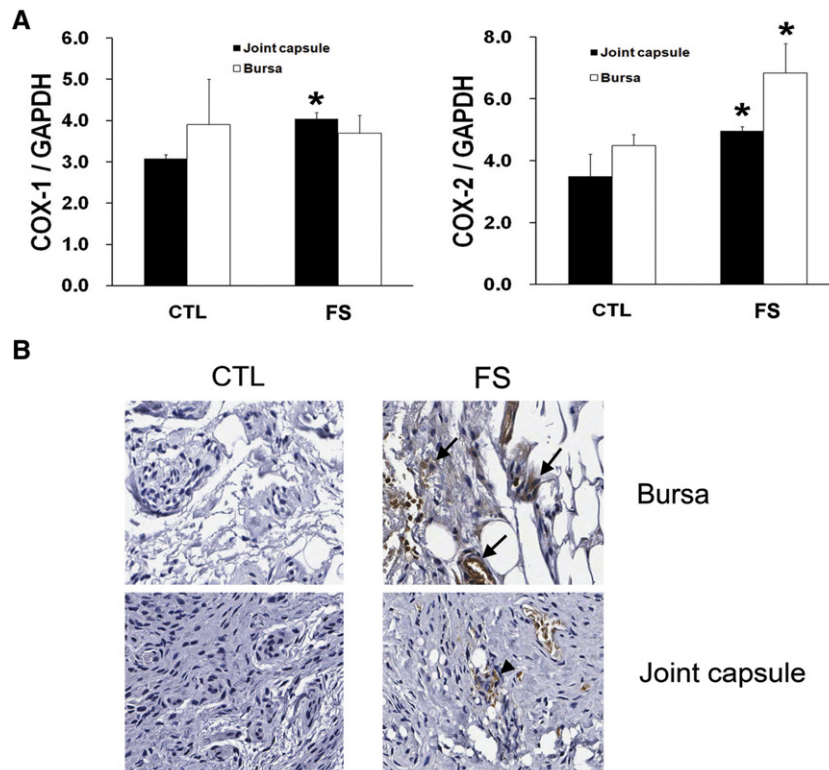 A
COX-1 / GAPDH
6.0
5.0
4.0
3.0
2.0
1.0
0.0
Joint capsule
Bursa
*
CTL
FS
COX-2 / GAPDH
8.0
6.0
4.0
2.0
0.0
Joint capsule
Bursa
*
*
CTL
FS
B
CTL
FS
Bursa
Joint capsule